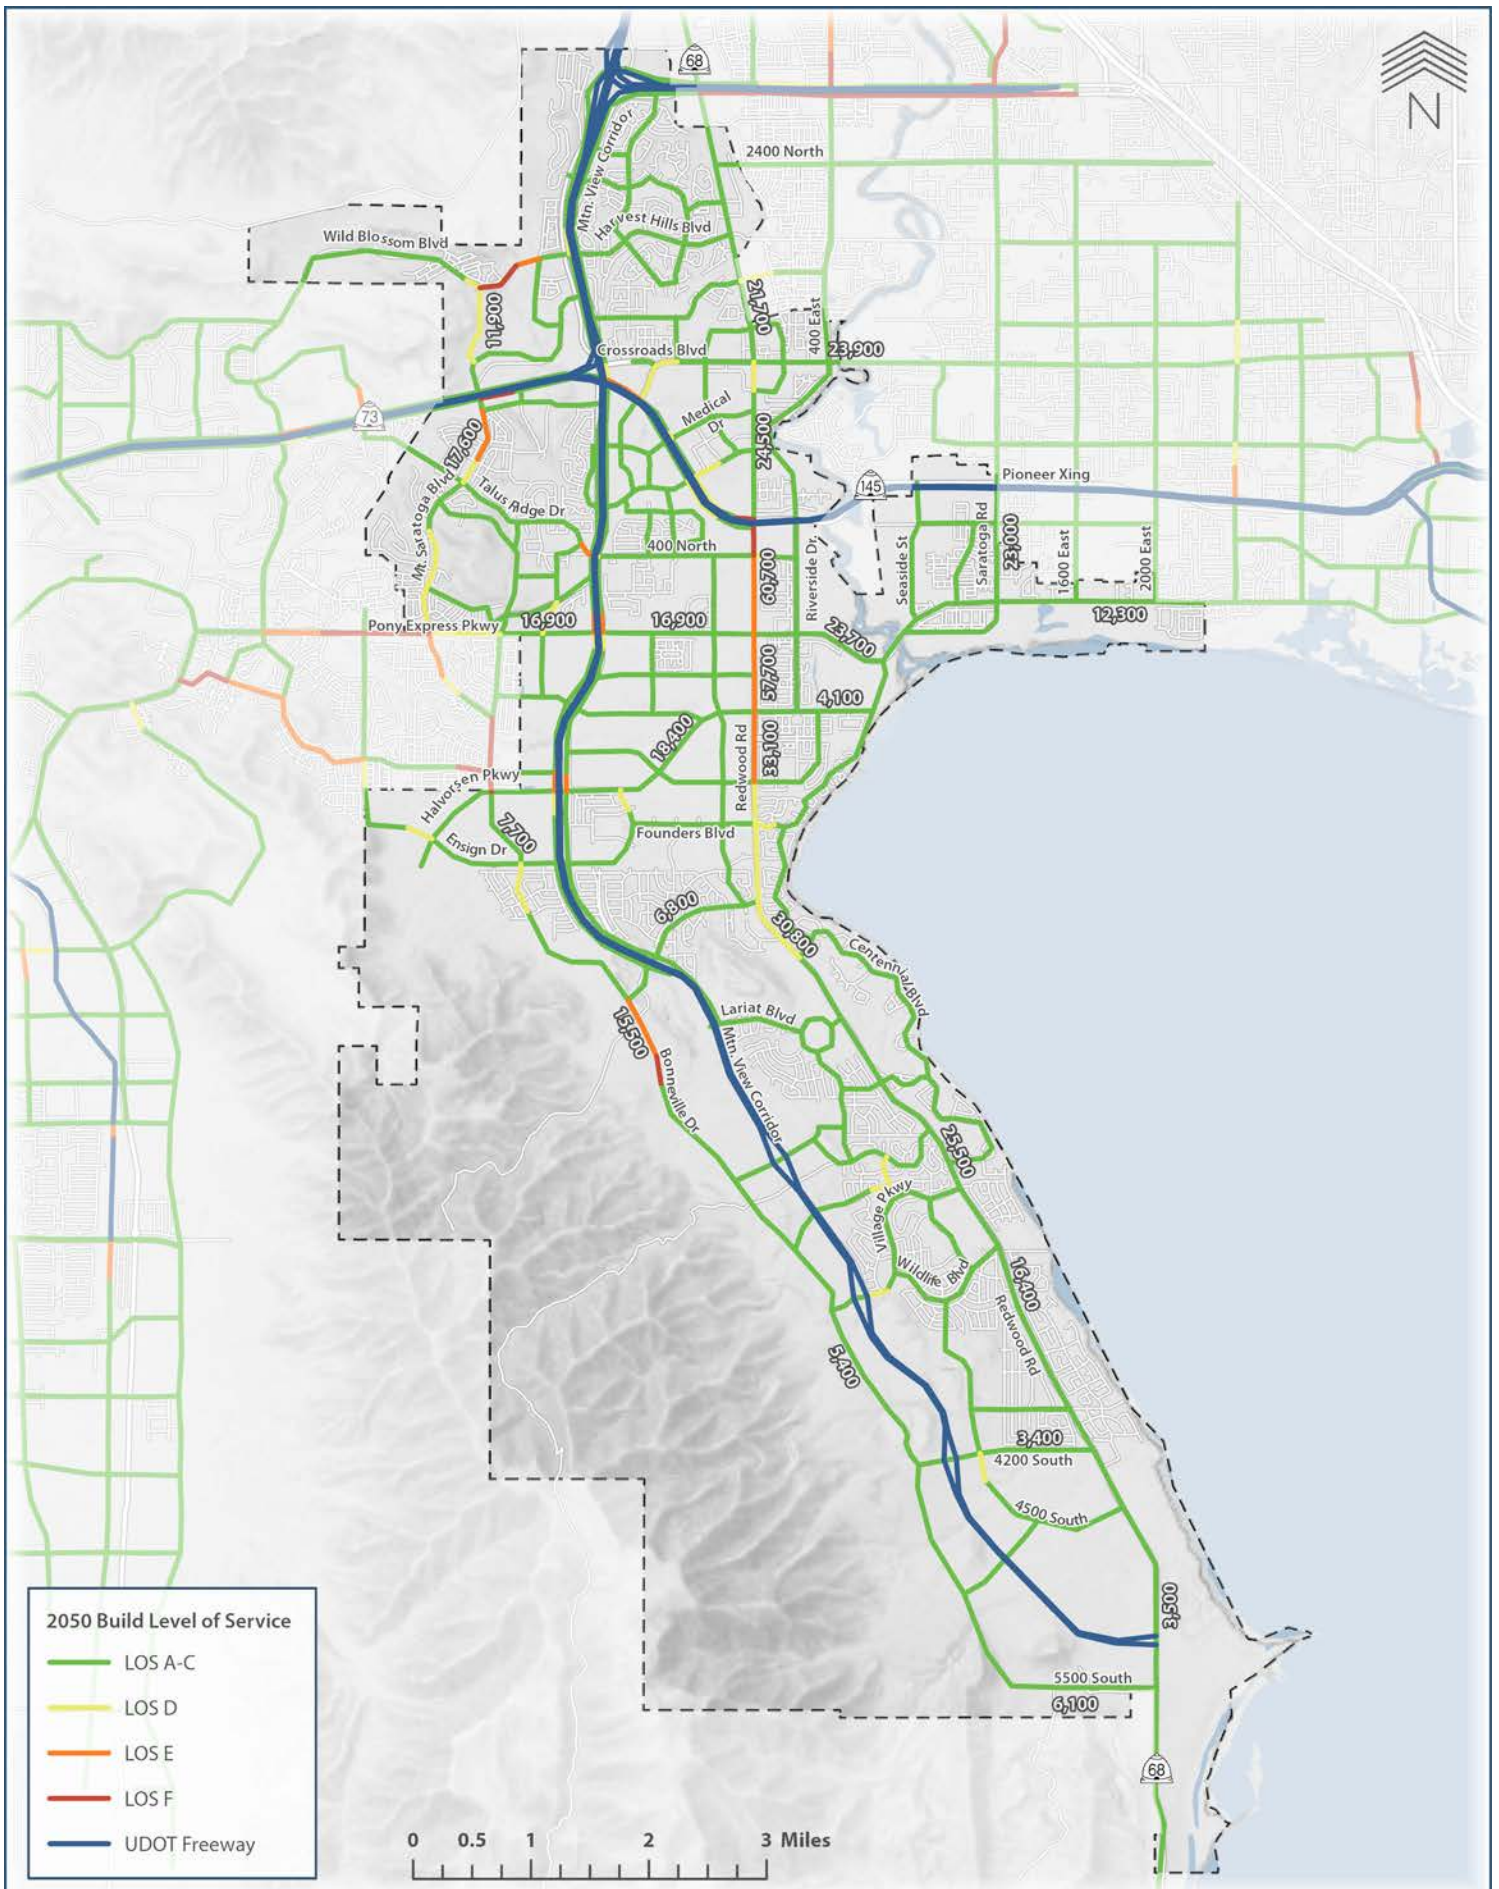 68
N
2400 North
Mtn. View Corridor
Harvest Hills Blvd
Wild Blossom Blvd
21,700
11,900
400 East
Crossroads Blvd
23,900
73
Medical
Dr
17,600
24,500
Mt. Saratoga Blvd
Talus Ridge Dr
145
Pioneer Xing
400 North
60,700
Riverside Dr.
Seaside St
Saratoga Rd
23,000
1600 East
2000 East
Pony Express Pkwy
16,900
16,900
23,700
12,300
57,700
4,100
18,400
Redwood Rd
33,100
Halvorsen Pkwy
7,700
Ensign Dr
Founders Blvd
6,800
30,800
Centennial Blvd
15,500
Lariat Blvd
Bonneville Dr
Mtn. View Corridor
25,500
Village Pkwy
Wildlife Blvd
16,400
Redwood Rd
5,400
3,400
4200 South
4500 South
3,500
5500 South
6,100
68
2050 Build Level of Service
LOS A-C
LOS D
LOS E
LOS F
UDOT Freeway
0 0.5 1 2 3 Miles